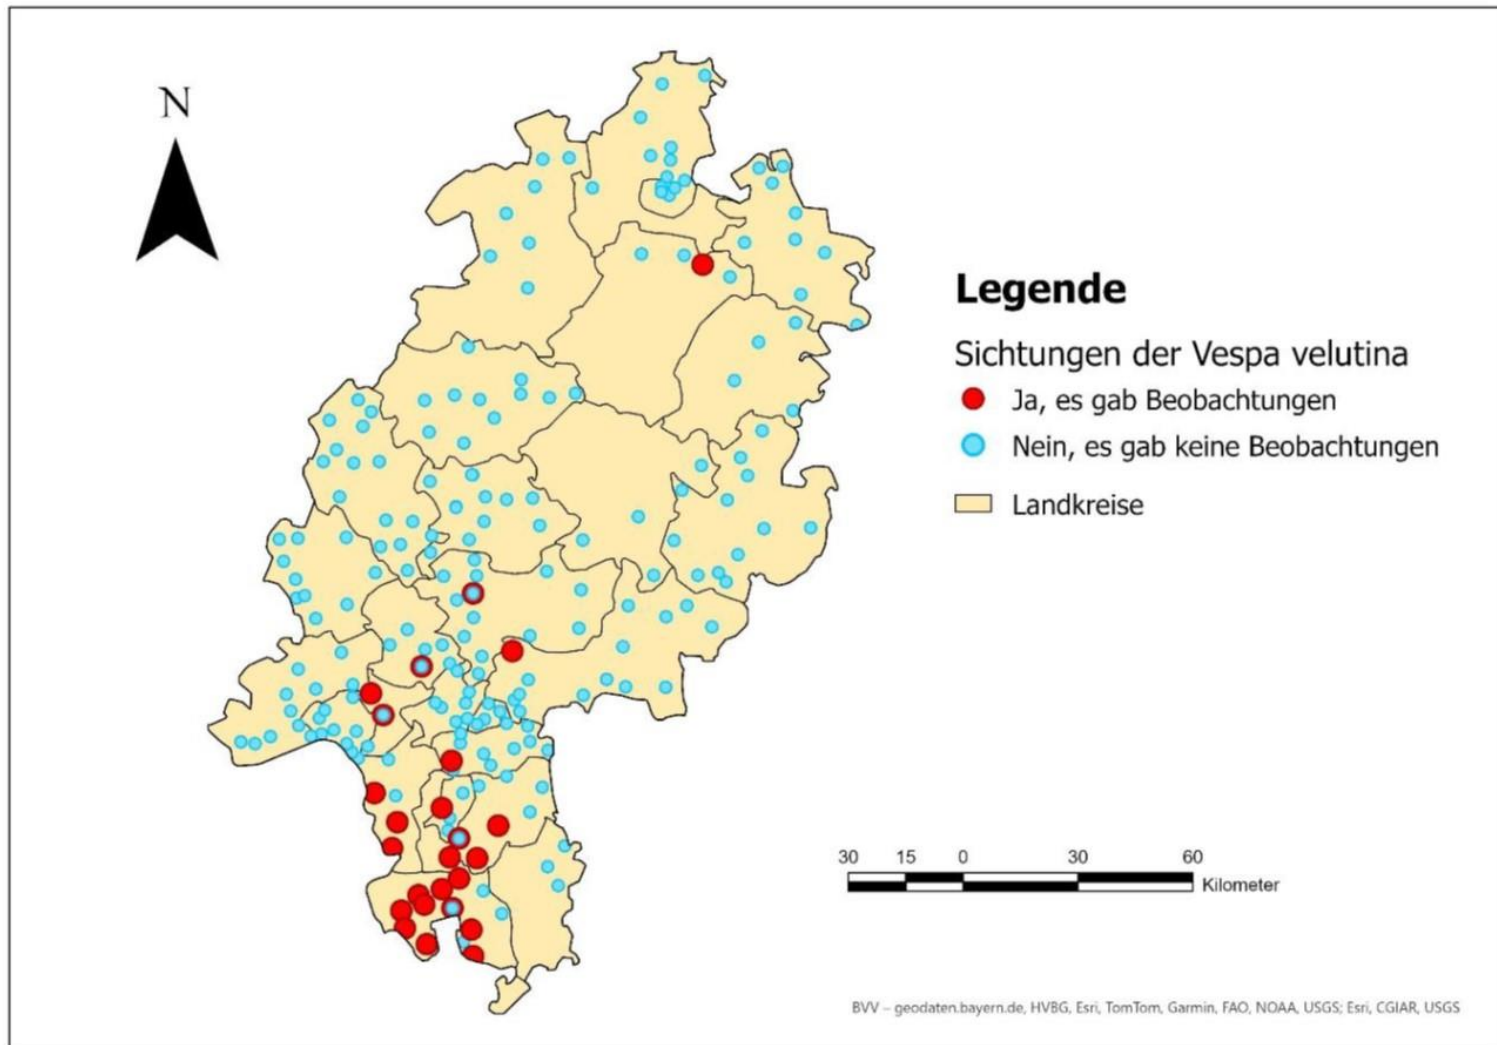 N
Legende
Sichtungen der Vespa velutina
Ja, es gab Beobachtungen
Nein, es gab keine Beobachtungen
Landkreise
30 15 0 30 60
Kilometer
BVV – geodaten.bayern.de, HVBG, Esri, TomTom, Garmin, FAO, NOAA, USGS; Esri, CGIAR, USGS